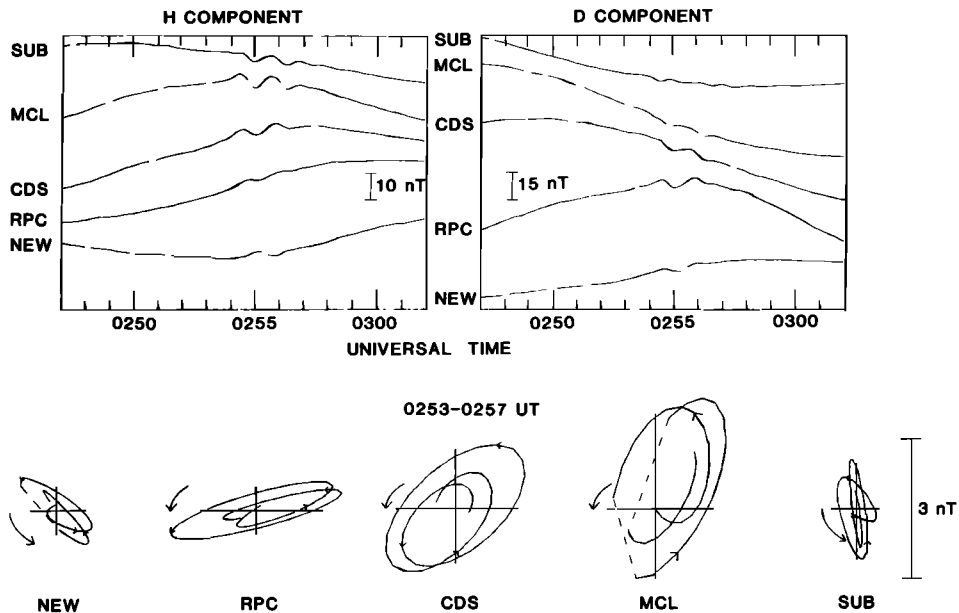 H COMPONENT
D COMPONENT
SUB
MCL
CDS
RPC
NEW
10 nT
0250
0255
0300
SUB
MCL
CDS
RPC
NEW
15 nT
0250
0255
0300
UNIVERSAL TIME
0253-0257 UT
3 nT
NEW
RPC
CDS
MCL
SUB